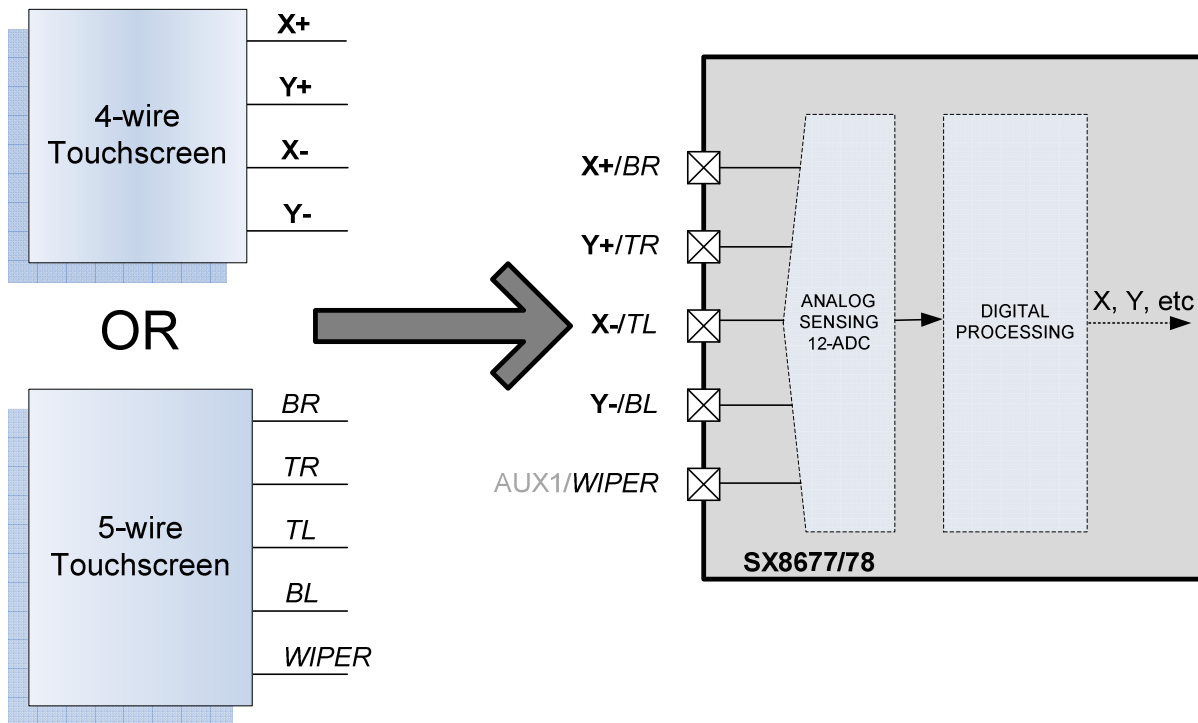 4-wire
Touchscreen
X+
Y+
X-
Y-
OR
5-wire
Touchscreen
BR
TR
TL
BL
WIPER
X+/BR
Y+/TR
X-/TL
Y-/BL
AUX1/WIPER
ANALOG
SENSING
12-ADC
DIGITAL
PROCESSING
X, Y, etc
SX8677/78